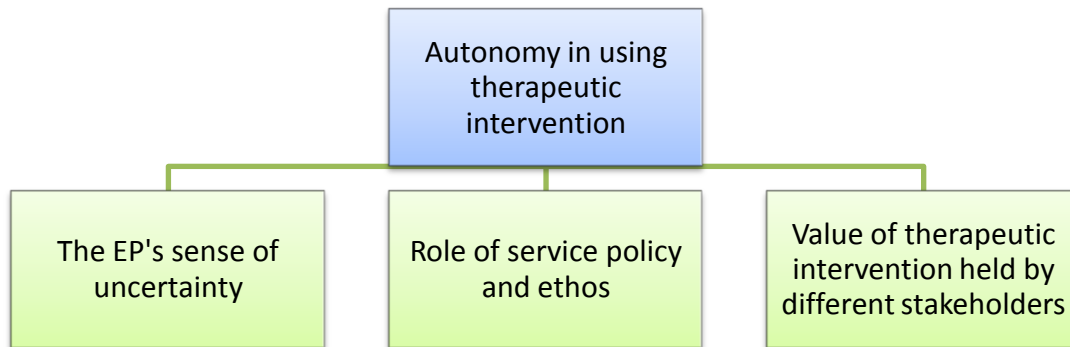 Autonomy in using
therapeutic
intervention
The EP's sense of
uncertainty
Role of service policy
and ethos
Value of therapeutic
intervention held by
different stakeholders